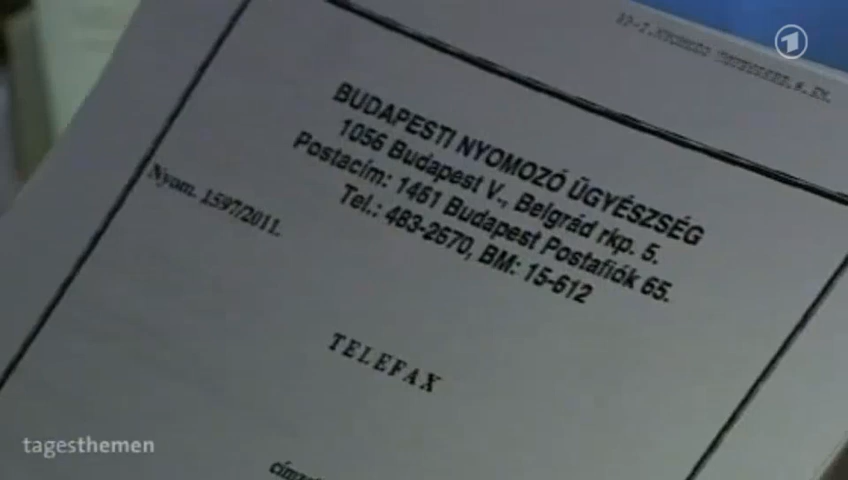 1
BUDAPESTI NYOMOZÓ ÜGYÉSZSÉG
1056 Budapest V., Belgrád rkp. 5.
Postacím: 1461 Budapest Postafiók 65.
Tel.: 483-2670, BM: 15-612
Nyom. 1597/2011.
TELEFAX
tagesthemen